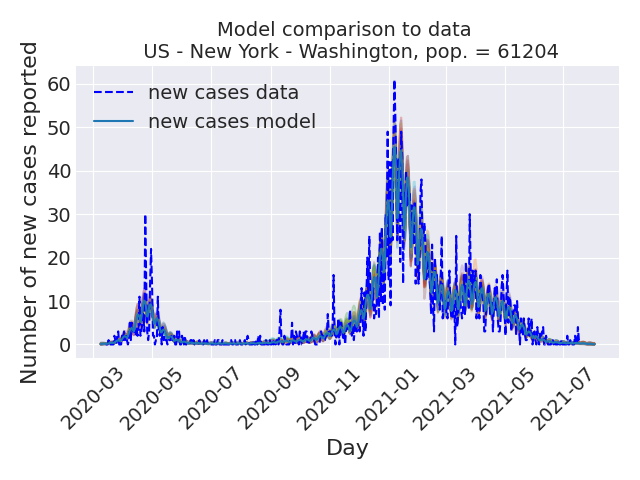 Model comparison to data
US - New York - Washington, pop. = 61204
Number of new cases reported
60
50
40
30
20
10
0
new cases data
new cases model
2020-03
2020-05
2020-07
2020-09
2020-11
2021-01
2021-03
2021-05
2021-07
Day